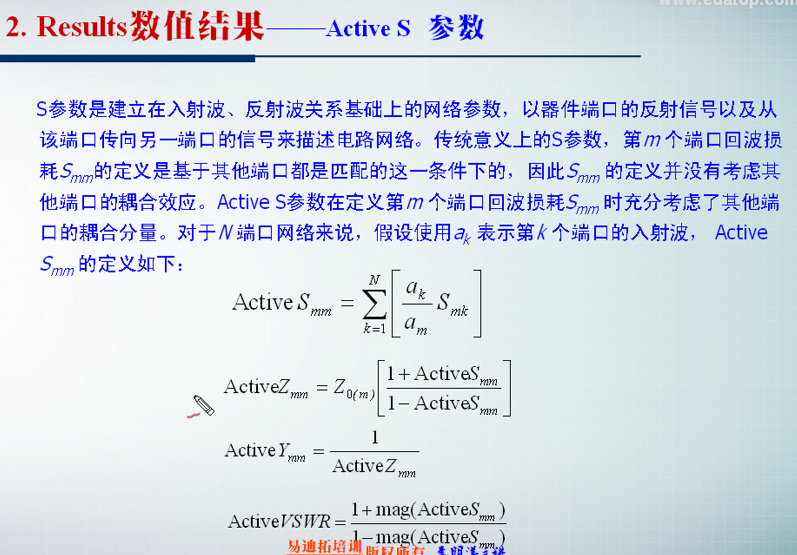 www.edatop.com
2. Results数值结果——Active S 参数
S参数是建立在入射波、反射波关系基础上的网络参数，以器件端口的反射信号以及从
该端口传向另一端口的信号来描述电路网络。传统意义上的S参数，第m个端口回波损
耗Smm的定义是基于其他端口都是匹配的这一条件下的，因此Smm的定义并没有考虑其
他端口的耦合效应。Active S参数在定义第m个端口回波损耗Smm时充分考虑了其他端
口的耦合分量。对于N端口网络来说，假设使用ak表示第k个端口的入射波， Active
Smm的定义如下：
Active Smm = ∑_{k=1}^{N} [ (ak / am) Smk ]
ActiveZmm = Z0(m) [ (1 + ActiveSmm) / (1 − ActiveSmm) ]
ActiveYmm = 1 / ActiveZmm
ActiveVSWR = (1 + mag(ActiveSmm)) / (1 − mag(ActiveSmm))
易迪拓培训 版权所有 李明洋主讲